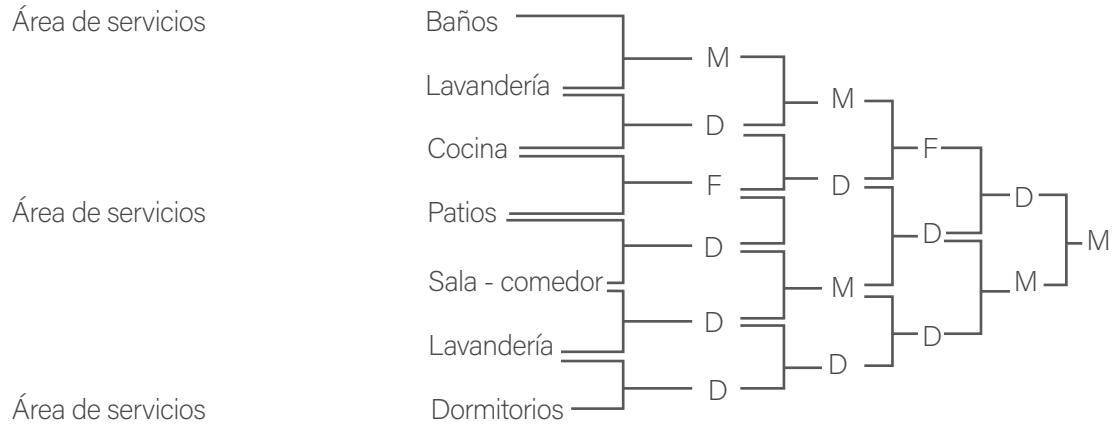 Área de servicios Baños
M
Lavandería
M
D
Cocina
F
F
D
D
Área de servicios Patios
D
D
M
Sala - comedor
M
M
D
D
Lavandería
D
D
Área de servicios Dormitorios